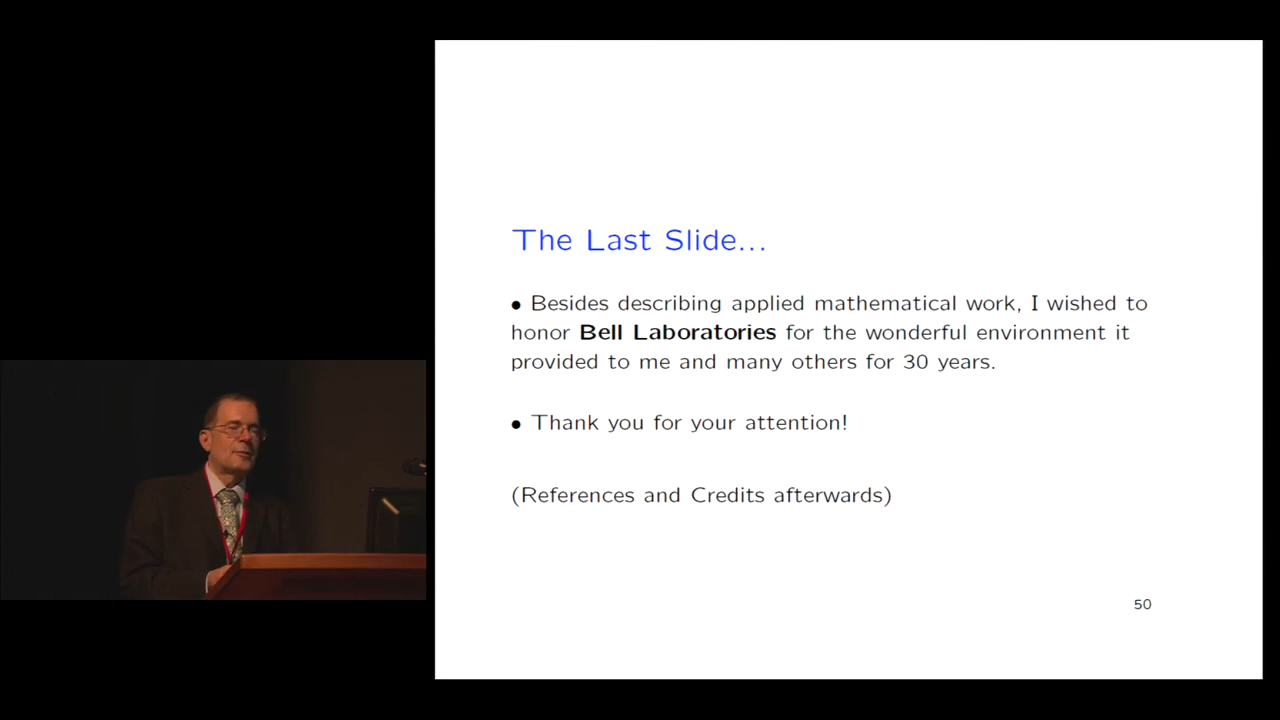 The Last Slide...
• Besides describing applied mathematical work, I wished to
honor Bell Laboratories for the wonderful environment it
provided to me and many others for 30 years.
• Thank you for your attention!
(References and Credits afterwards)
50